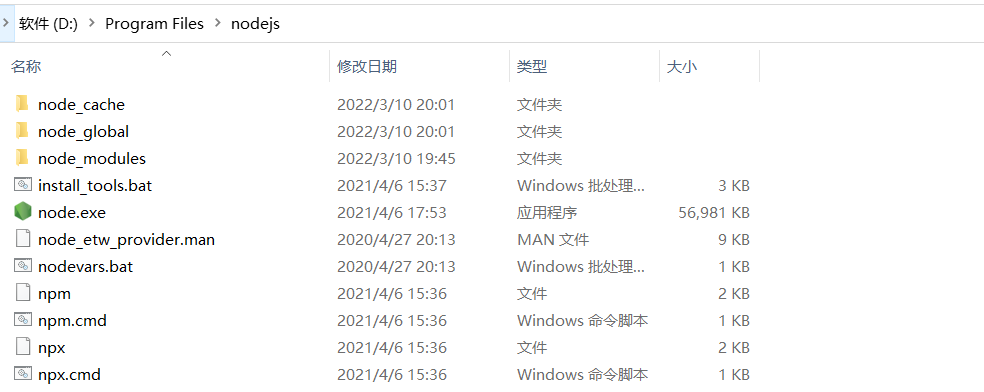 软件 (D:) > Program Files > nodejs
名称 修改日期 类型 大小
node_cache 2022/3/10 20:01 文件夹
node_global 2022/3/10 20:01 文件夹
node_modules 2022/3/10 19:45 文件夹
install_tools.bat 2021/4/6 15:37 Windows 批处理... 3 KB
node.exe 2021/4/6 17:53 应用程序 56,981 KB
node_etw_provider.man 2020/4/27 20:13 MAN 文件 9 KB
nodevars.bat 2020/4/27 20:13 Windows 批处理... 1 KB
npm 2021/4/6 15:36 文件 2 KB
npm.cmd 2021/4/6 15:36 Windows 命令脚本 1 KB
npx 2021/4/6 15:36 文件 2 KB
npx.cmd 2021/4/6 15:36 Windows 命令脚本 1 KB